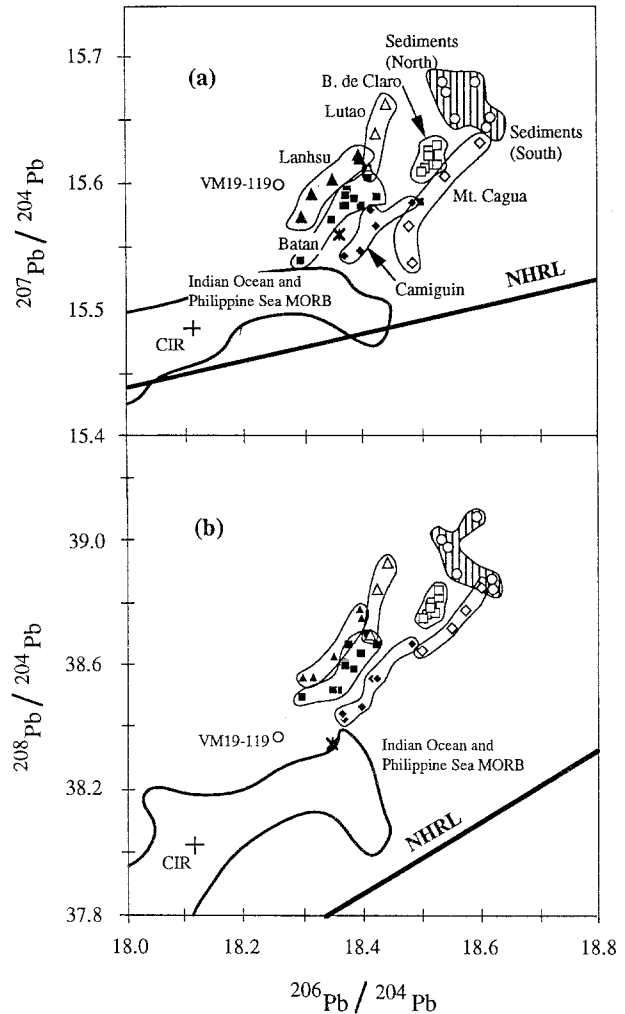 15.7
15.6
15.5
15.4
207Pb / 204Pb
(a)
Sediments
(North)
B. de Claro
Lutao
Lanhsu
VM19-119
Sediments
(South)
Mt. Cagua
Batan
Camiguin
Indian Ocean and
Philippine Sea MORB
NHRL
CIR
39.0
38.6
38.2
37.8
208Pb / 204Pb
(b)
VM19-119
Indian Ocean and
Philippine Sea MORB
CIR
NHRL
18.0 18.2 18.4 18.6 18.8
206Pb / 204Pb